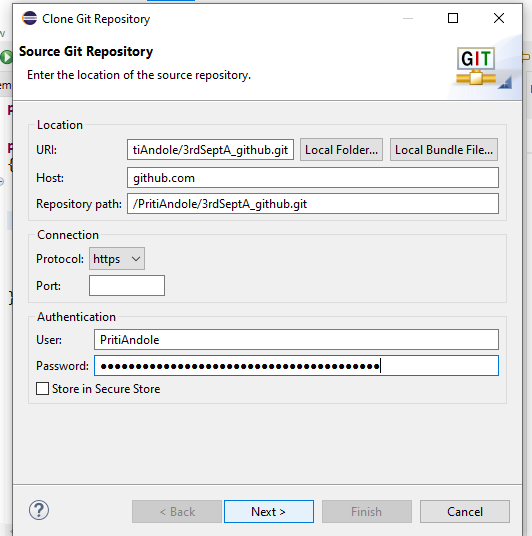 Clone Git Repository
Source Git Repository
Enter the location of the source repository.
GIT
Location
URI: tiAndole/3rdSeptA_github.git Local Folder... Local Bundle File...
Host: github.com
Repository path: /PritiAndole/3rdSeptA_github.git
Connection
Protocol: https
Port:
Authentication
User: PritiAndole
Password: ●●●●●●●●●●●●●●●●●●●●●●●●●●●●●●●●●●●●●●●●
Store in Secure Store
< Back Next > Finish Cancel